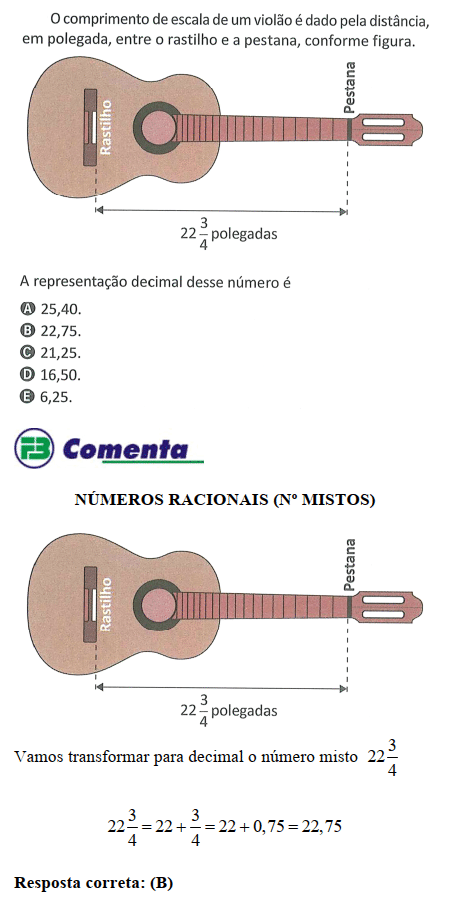 O comprimento de escala de um violão é dado pela distância,
em polegada, entre o rastilho e a pestana, conforme figura.
Rastilho
Pestana
22 3/4 polegadas
A representação decimal desse número é
A 25,40.
B 22,75.
C 21,25.
D 16,50.
E 6,25.
FB Comenta
NÚMEROS RACIONAIS (Nº MISTOS)
Rastilho
Pestana
22 3/4 polegadas
Vamos transformar para decimal o número misto 22 3/4
22 3/4 = 22 + 3/4 = 22 + 0,75 = 22,75
Resposta correta: (B)